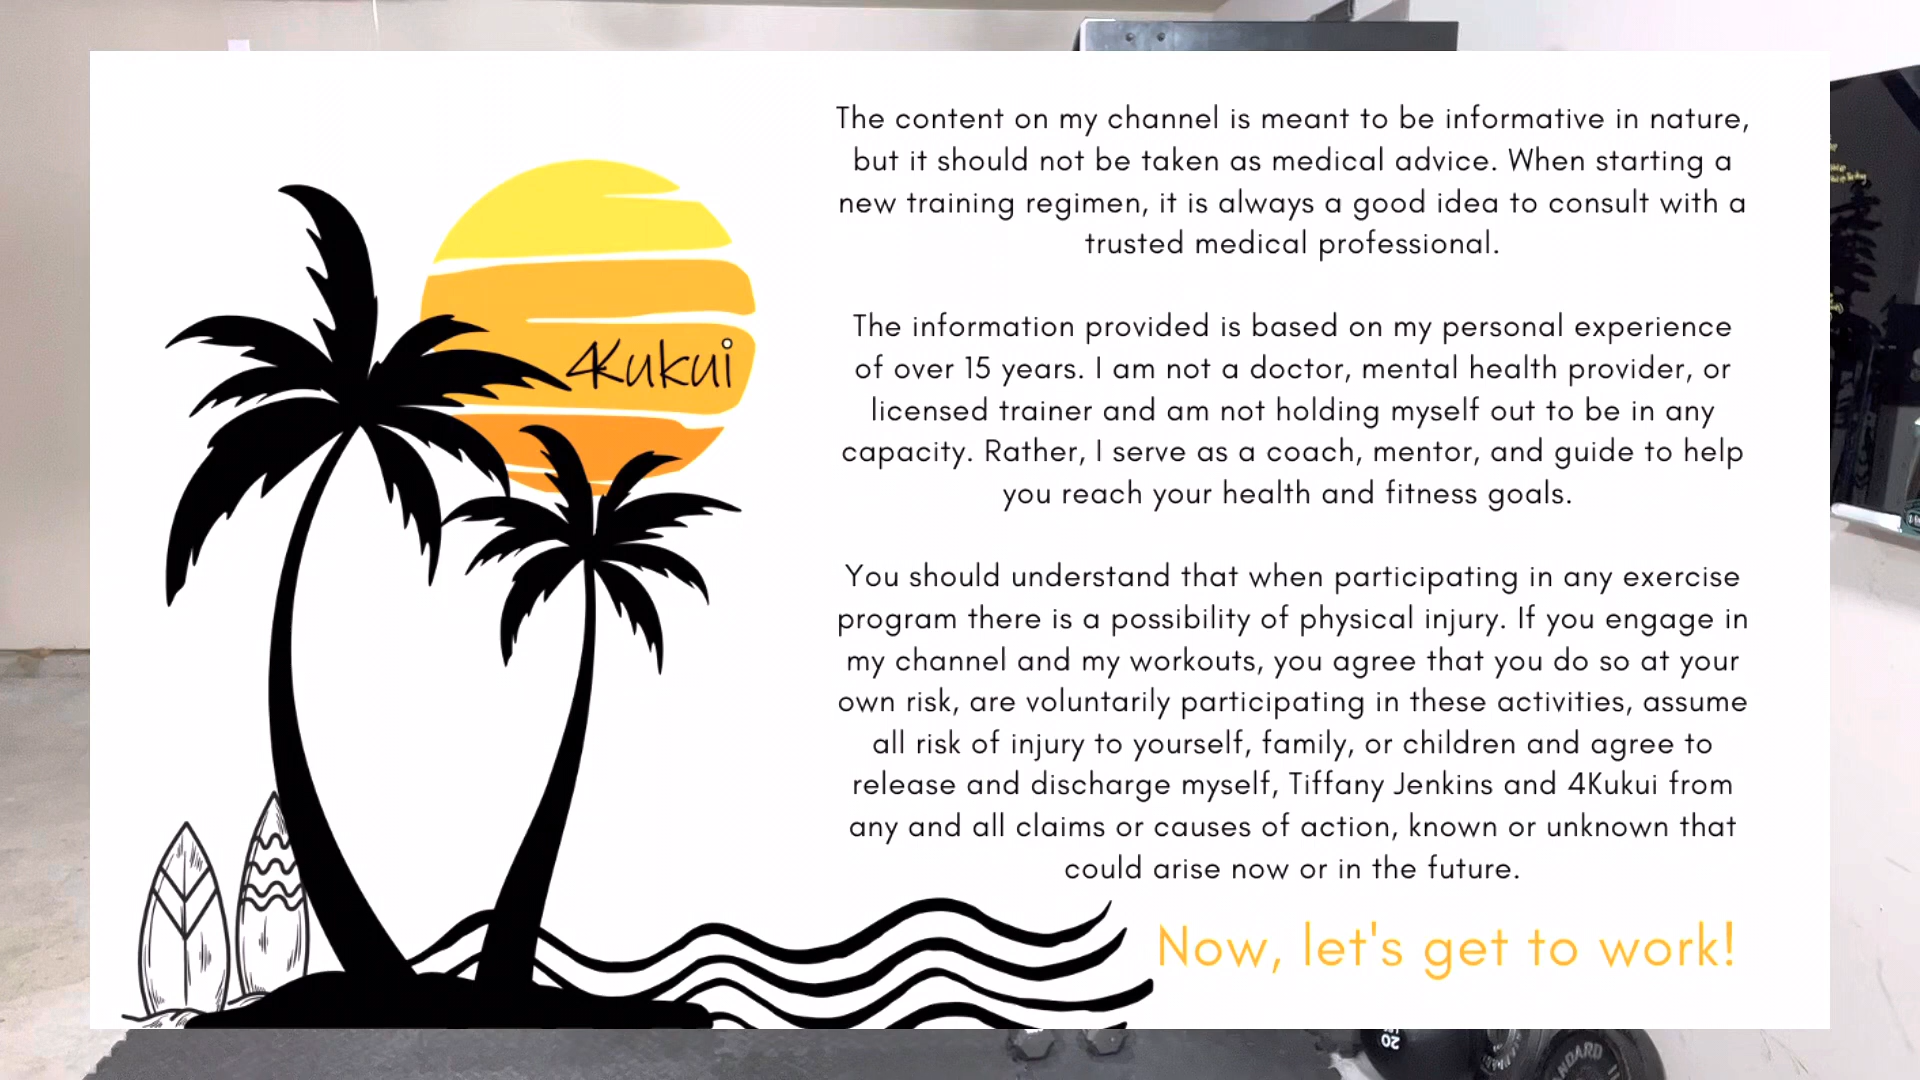 The content on my channel is meant to be informative in nature,
but it should not be taken as medical advice. When starting a
new training regimen, it is always a good idea to consult with a
trusted medical professional.
The information provided is based on my personal experience
of over 15 years. I am not a doctor, mental health provider, or
licensed trainer and am not holding myself out to be in any
capacity. Rather, I serve as a coach, mentor, and guide to help
you reach your health and fitness goals.
You should understand that when participating in any exercise
program there is a possibility of physical injury. If you engage in
my channel and my workouts, you agree that you do so at your
own risk, are voluntarily participating in these activities, assume
all risk of injury to yourself, family, or children and agree to
release and discharge myself, Tiffany Jenkins and 4Kukui from
any and all claims or causes of action, known or unknown that
could arise now or in the future.
Now, let's get to work!
4Kukui
20